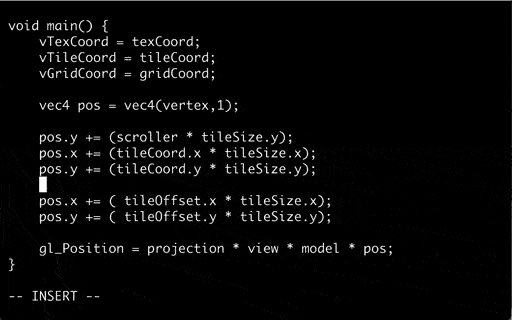 void main() {
    vTexCoord = texCoord;
    vTileCoord = tileCoord;
    vGridCoord = gridCoord;

    vec4 pos = vec4(vertex,1);

    pos.y += (scroller * tileSize.y);
    pos.x += (tileCoord.x * tileSize.x);
    pos.y += (tileCoord.y * tileSize.y);

    pos.x += ( tileOffset.x * tileSize.x);
    pos.y += ( tileOffset.y * tileSize.y);

    gl_Position = projection * view * model * pos;
}

-- INSERT --